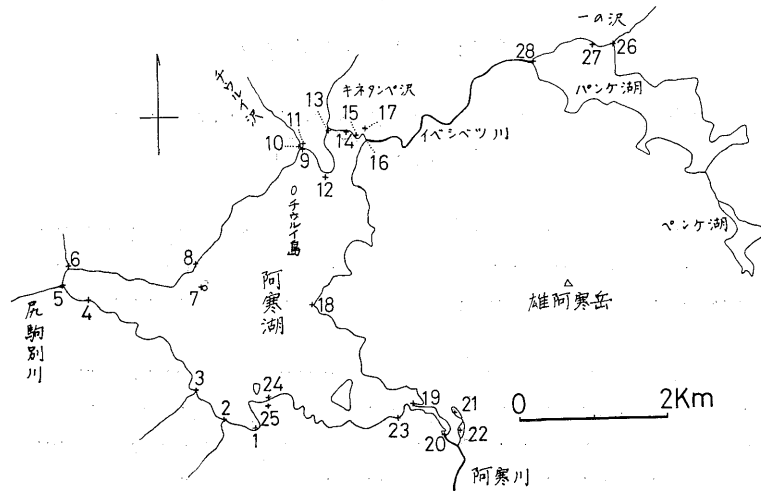 一の沢
28
27
26
パンケ湖
チウルイ沢
キネタンペ沢
13
15
17
11
14
イベシベツ川
10
9
16
12
チウルイ島
ペンケ湖
6
8
5
7
4
阿寒湖
18
雄阿寒岳
尻駒別川
3
24
19
21
0
2Km
2
25
1
23
20
22
阿寒川